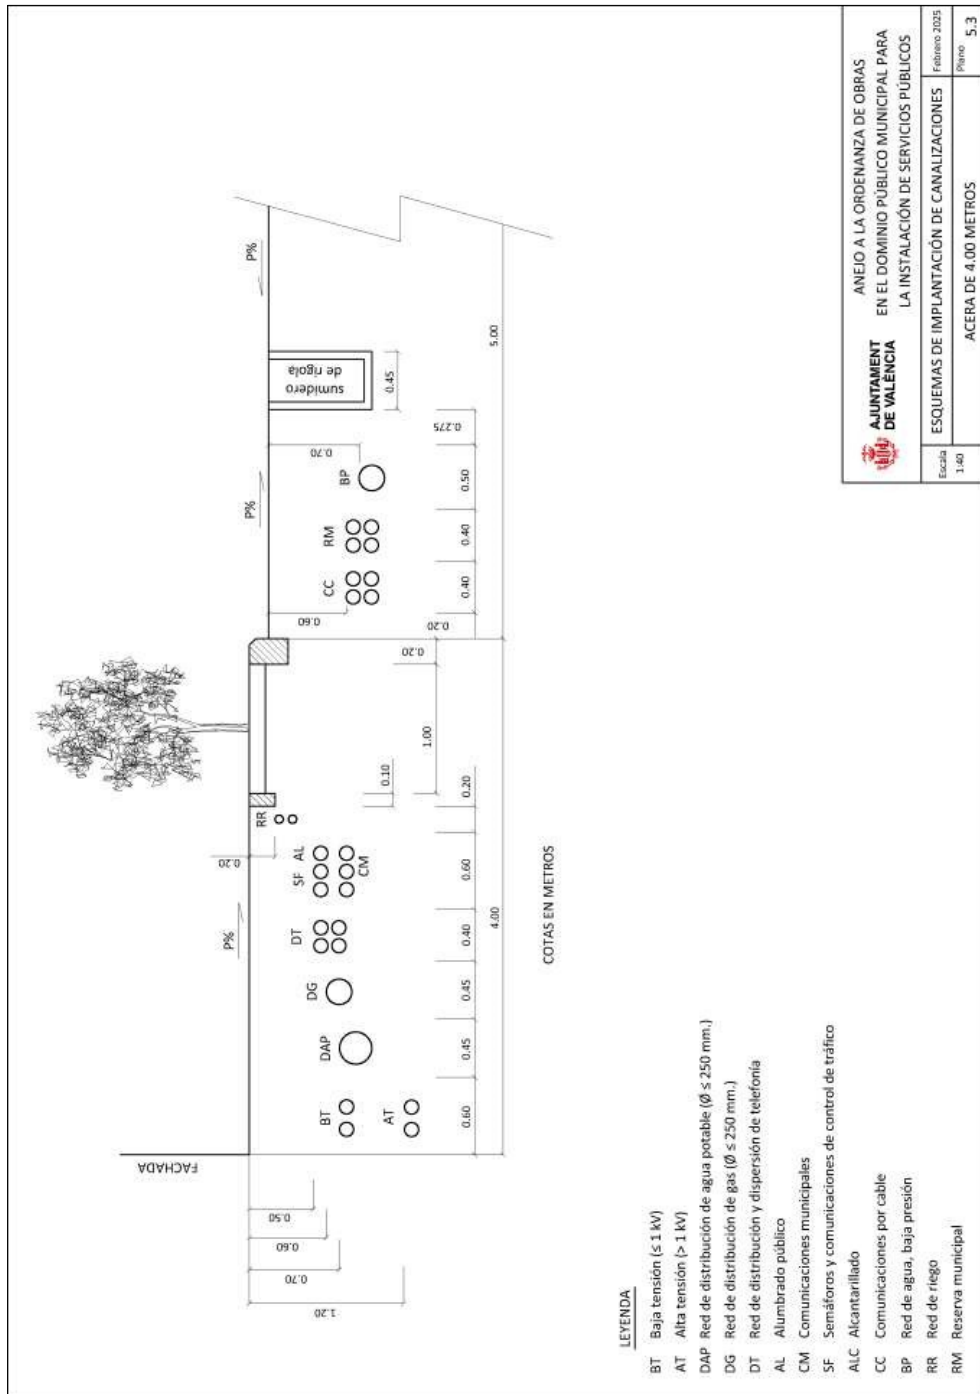 FACHADA
P%
P%
P%
0.20
BT
AT
DAP
DG
DT
SF
AL
CM
RR
CC
RM
BP
sumidero
de rigola
0.50
0.60
0.70
1.20
0.60
0.70
0.10
1.00
0.20
0.20
0.275
0.45
0.60
0.45
0.45
0.40
0.60
0.20
0.40
0.40
0.50
4.00
5.00
COTAS EN METROS
LEYENDA
BT Baja tensión (≤ 1 kV)
AT Alta tensión (> 1 kV)
DAP Red de distribución de agua potable (Ø ≤ 250 mm.)
DG Red de distribución de gas (Ø ≤ 250 mm.)
DT Red de distribución y dispersión de telefonía
AL Alumbrado público
CM Comunicaciones municipales
SF Semáforos y comunicaciones de control de tráfico
ALC Alcantarillado
CC Comunicaciones por cable
BP Red de agua, baja presión
RR Red de riego
RM Reserva municipal
AJUNTAMENT
DE VALÈNCIA
ANEJO A LA ORDENANZA DE OBRAS
EN EL DOMINIO PÚBLICO MUNICIPAL PARA
LA INSTALACIÓN DE SERVICIOS PÚBLICOS
Escala
1:40
ESQUEMAS DE IMPLANTACIÓN DE CANALIZACIONES
Febrero 2025
ACERA DE 4.00 METROS
Plano
5.3